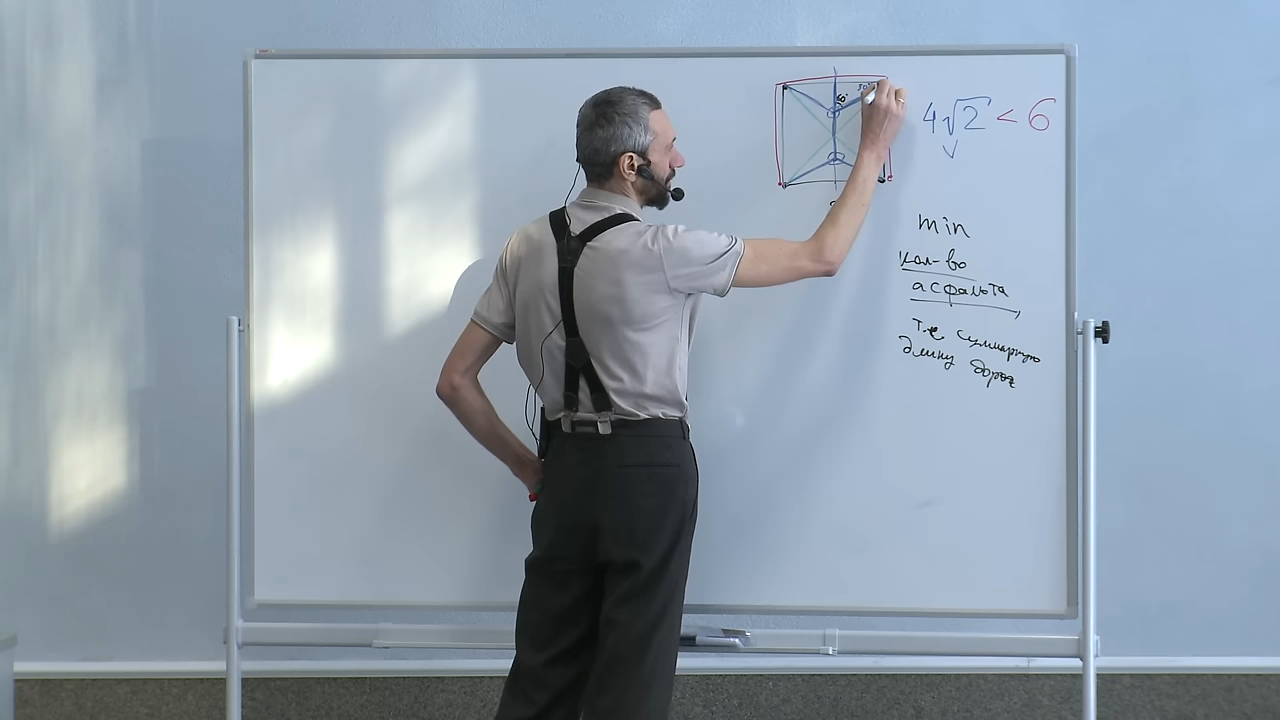 4√2 < 6
min
кол-во
асфальта,
т.е суммарную
длину дорог